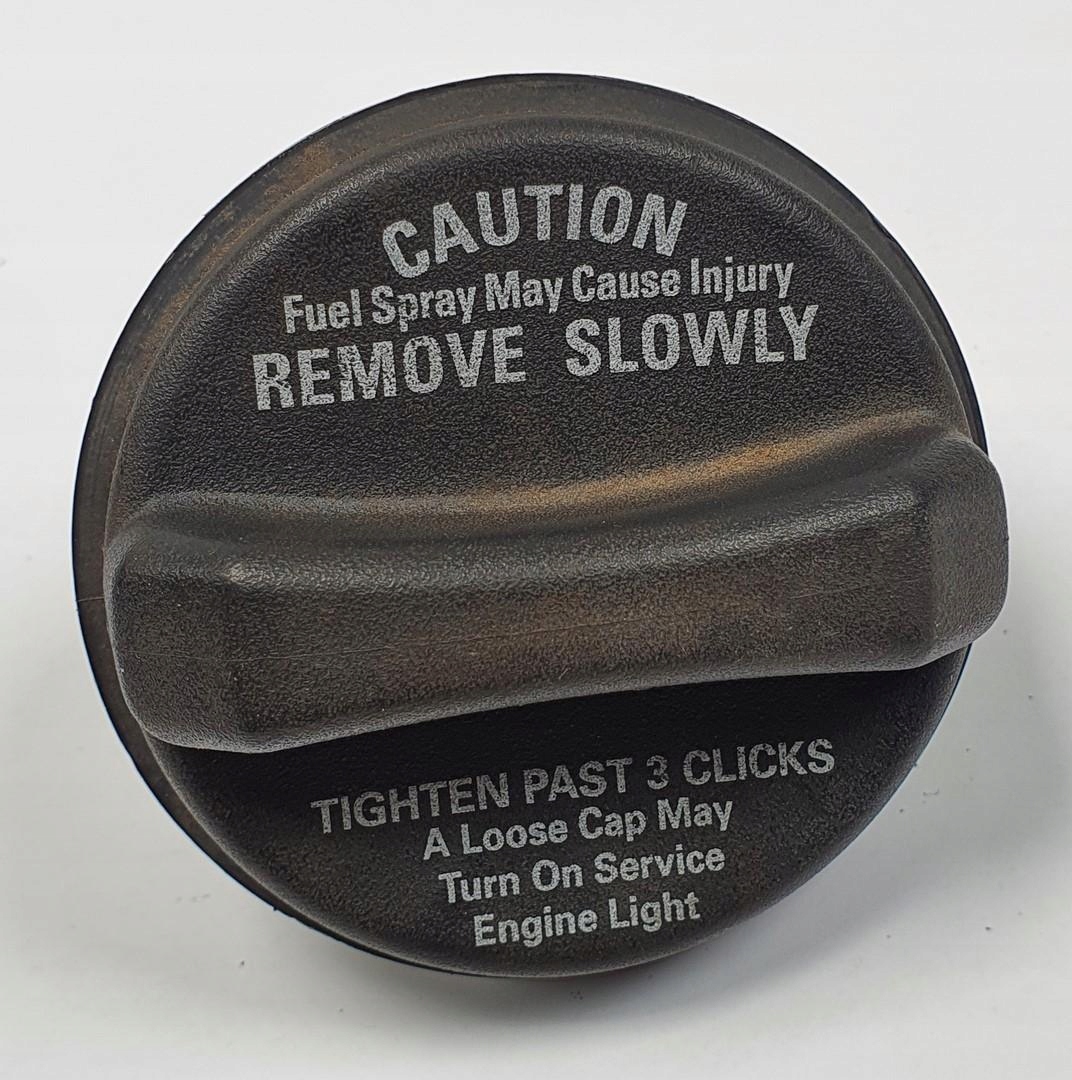 CAUTION
Fuel Spray May Cause Injury
REMOVE SLOWLY
TIGHTEN PAST 3 CLICKS
A Loose Cap May
Turn On Service
Engine Light